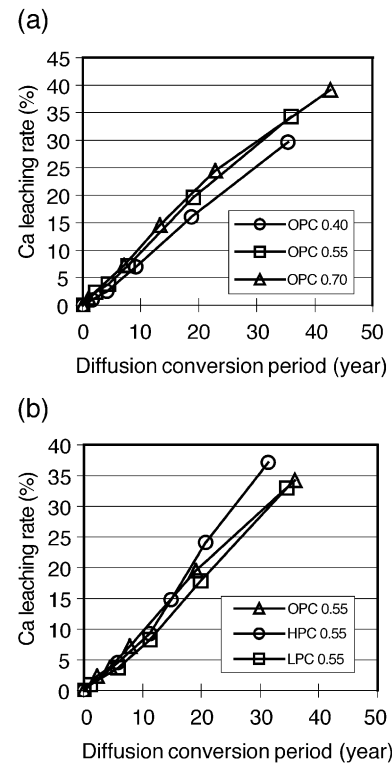 (a)
45
40
35
30
25
20
15
10
5
0
Ca leaching rate (%)
OPC 0.40
OPC 0.55
OPC 0.70
0 10 20 30 40 50
Diffusion conversion period (year)
(b)
40
35
30
25
20
15
10
5
0
Ca leaching rate (%)
OPC 0.55
HPC 0.55
LPC 0.55
0 10 20 30 40 50
Diffusion conversion period (year)